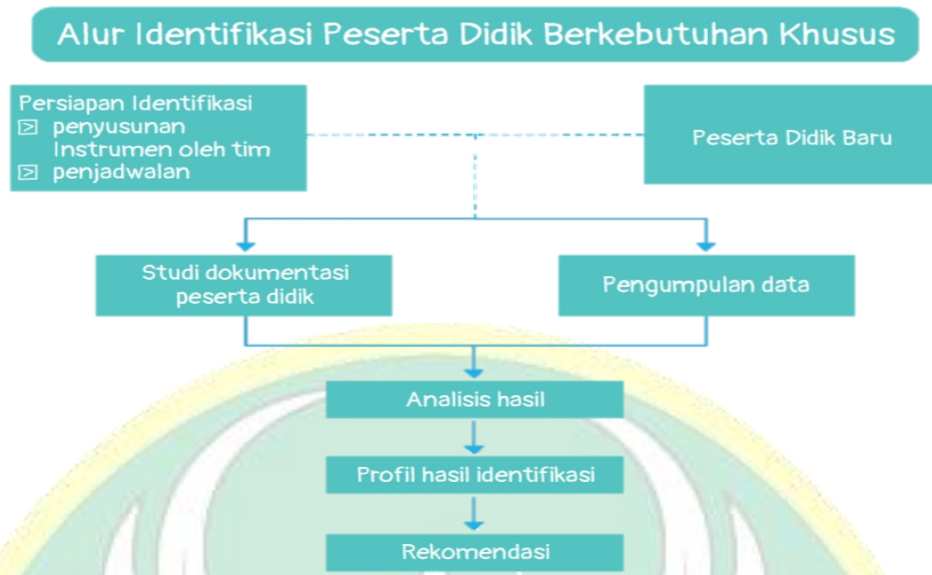 Alur Identifikasi Peserta Didik Berkebutuhan Khusus
Persiapan Identifikasi
penyusunan
Instrumen oleh tim
penjadwalan
Peserta Didik Baru
Studi dokumentasi
peserta didik
Pengumpulan data
Analisis hasil
Profil hasil identifikasi
Rekomendasi